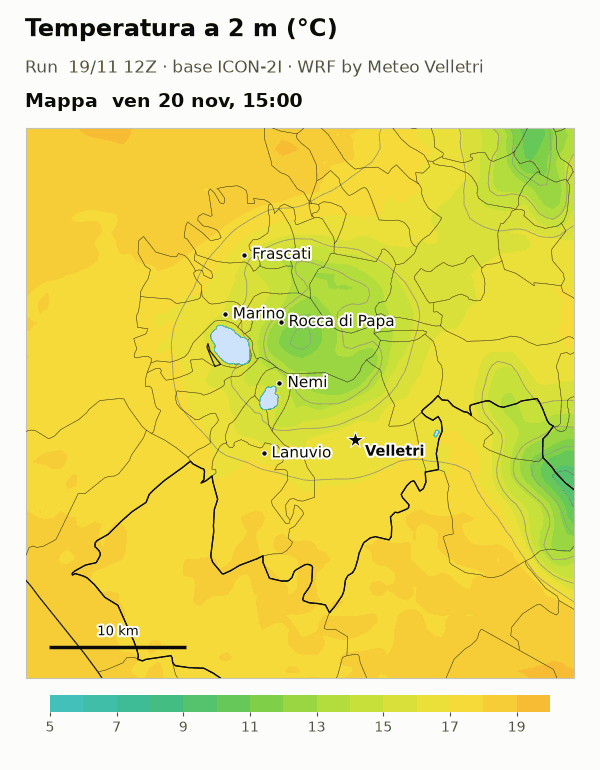 Temperatura a 2 m (°C)
Run  19/11 12Z · base ICON-2I · WRF by Meteo Velletri
Mappa  ven 20 nov, 15:00
Frascati
Marino
Rocca di Papa
Nemi
Velletri
Lanuvio
10 km
5 7 9 11 13 15 17 19